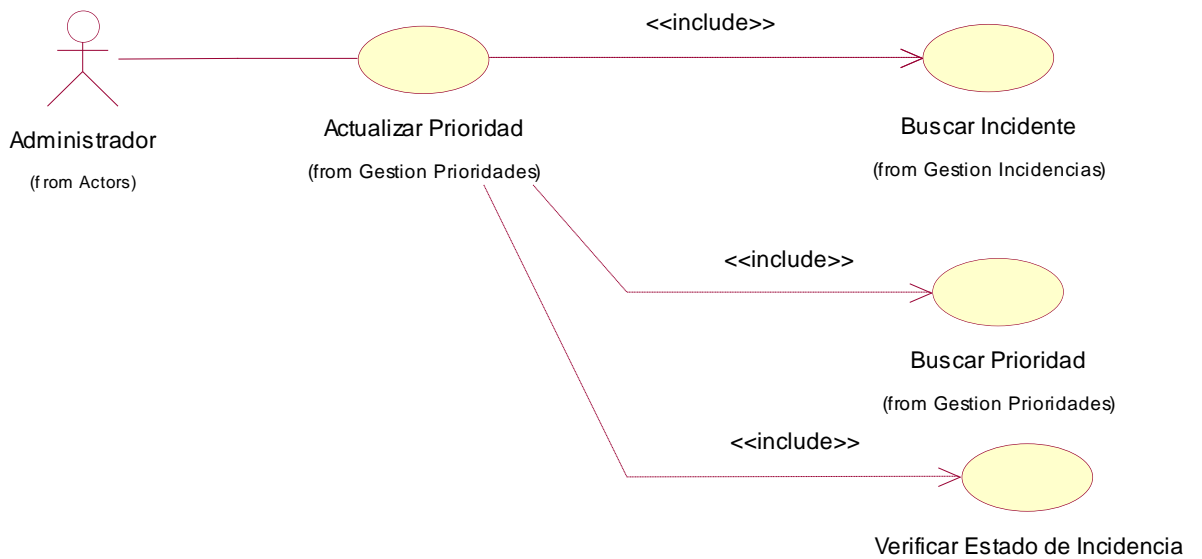 <<include>>
Administrador
(from Actors)
Actualizar Prioridad
(from Gestion Prioridades)
Buscar Incidente
(from Gestion Incidencias)
<<include>>
Buscar Prioridad
(from Gestion Prioridades)
<<include>>
Verificar Estado de Incidencia